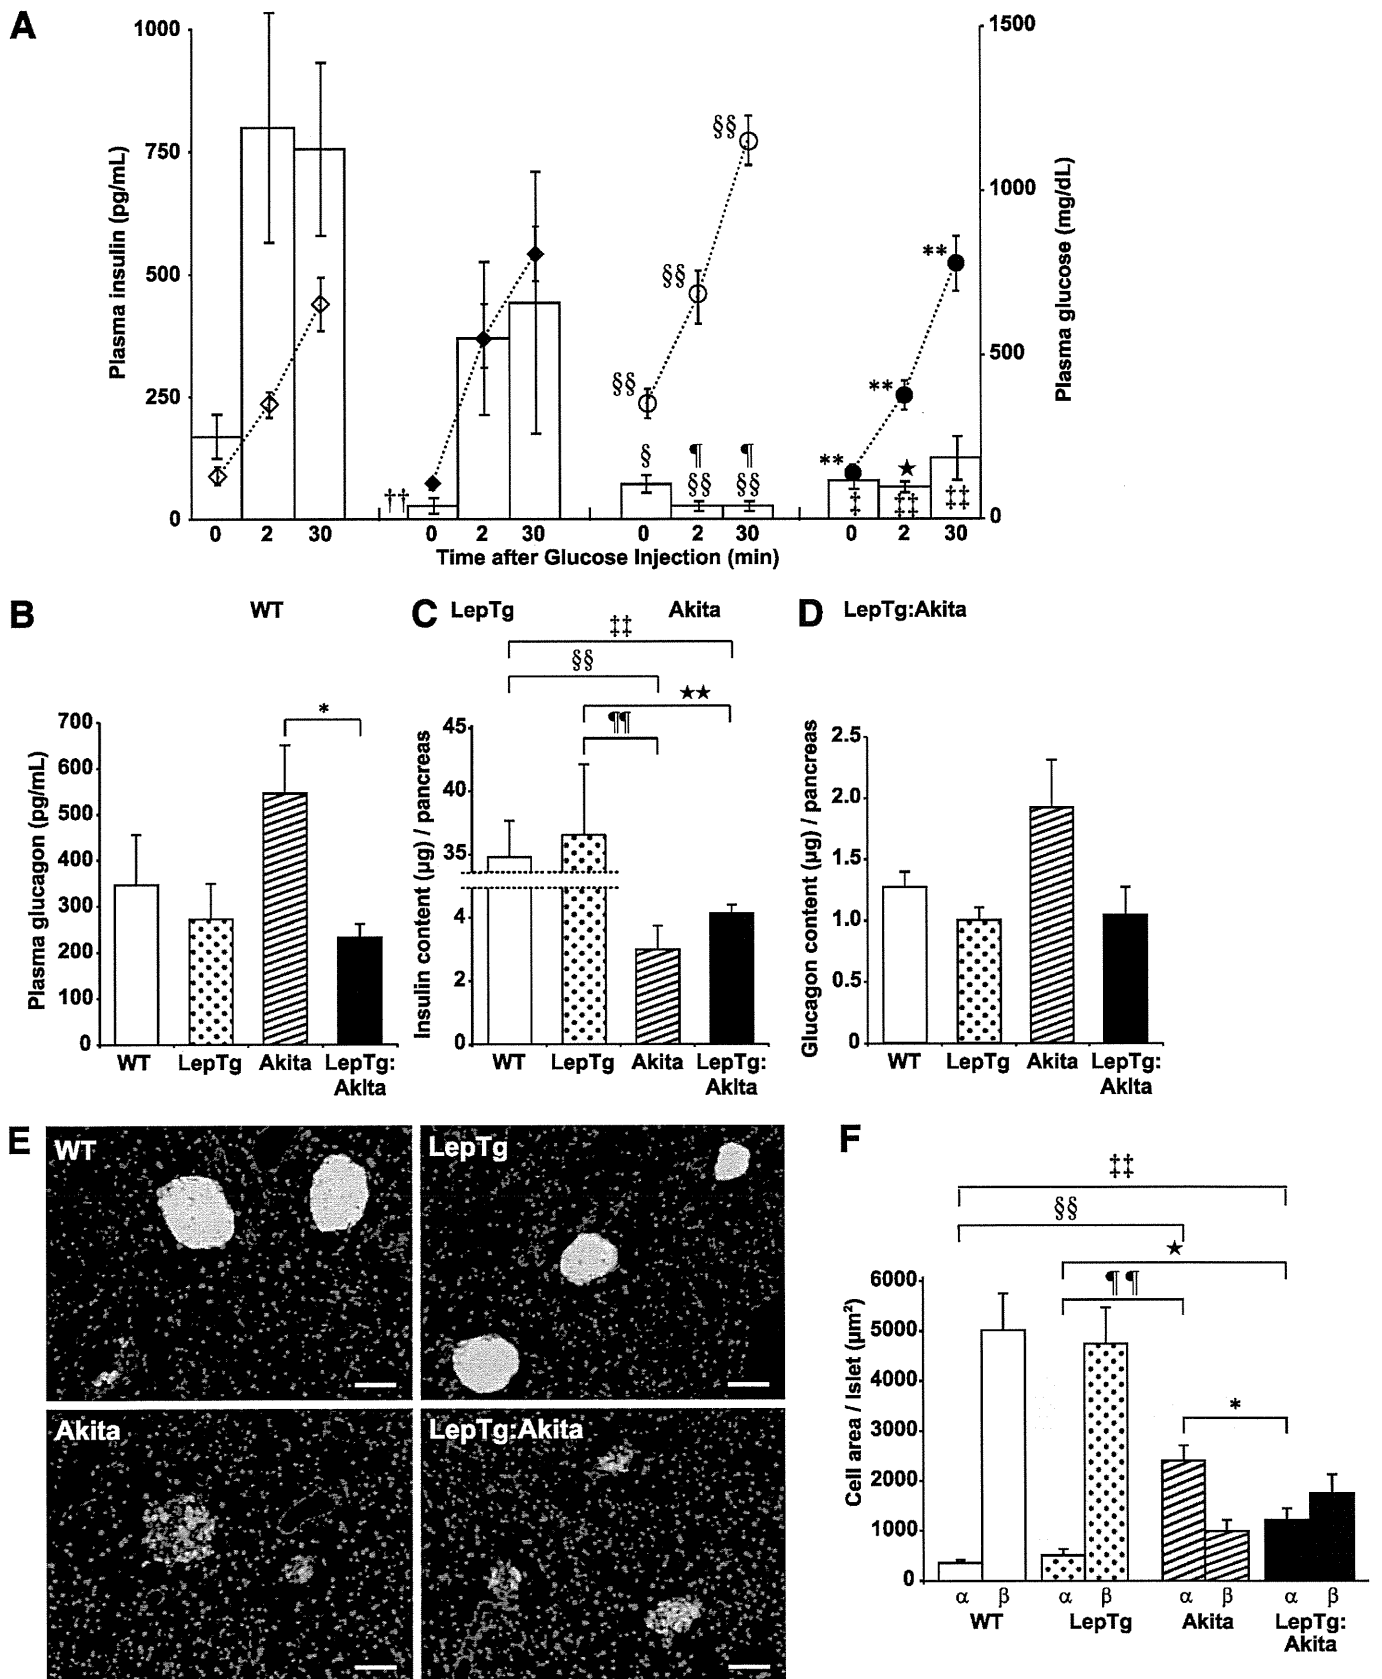 A
1000
750
500
250
0
Plasma insulin (pg/mL)
1500
1000
500
0
Plasma glucose (mg/dL)
††
§§
§§
§§
§
¶
§§
¶
§§
**
**
**
‡
★
‡‡
‡‡
0 2 30 0 2 30 0 2 30 0 2 30
Time after Glucose Injection (min)
WT LepTg Akita LepTg:Akita
B
700
600
500
400
300
200
100
0
Plasma glucagon (pg/mL)
*
WT LepTg Akita LepTg:
AkIta
C
‡‡
§§
★★
¶¶
45
40
35
4
2
0
Insulin content (µg) / pancreas
WT LepTg Akita LepTg:
AkIta
D
2.5
2.0
1.5
1.0
0.5
0
Glucagon content (µg) / pancreas
WT LepTg Akita LepTg:
AkIta
E
WT
LepTg
Akita
LepTg:Akita
F
‡‡
§§
★
¶ ¶
*
6000
5000
4000
3000
2000
1000
0
Cell area / Islet (µm²)
α β α β α β α β
WT LepTg Akita LepTg:
Akita